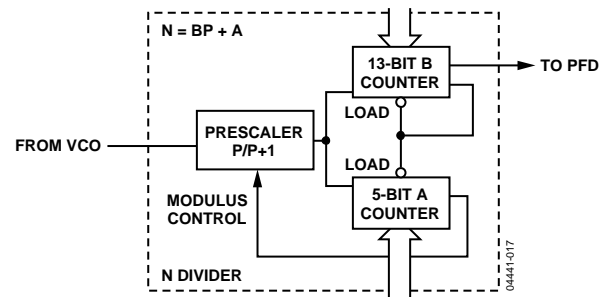 N = BP + A
13-BIT B
COUNTER
TO PFD
LOAD
PRESCALER
P/P+1
FROM VCO
LOAD
MODULUS
CONTROL
5-BIT A
COUNTER
N DIVIDER
04441-017